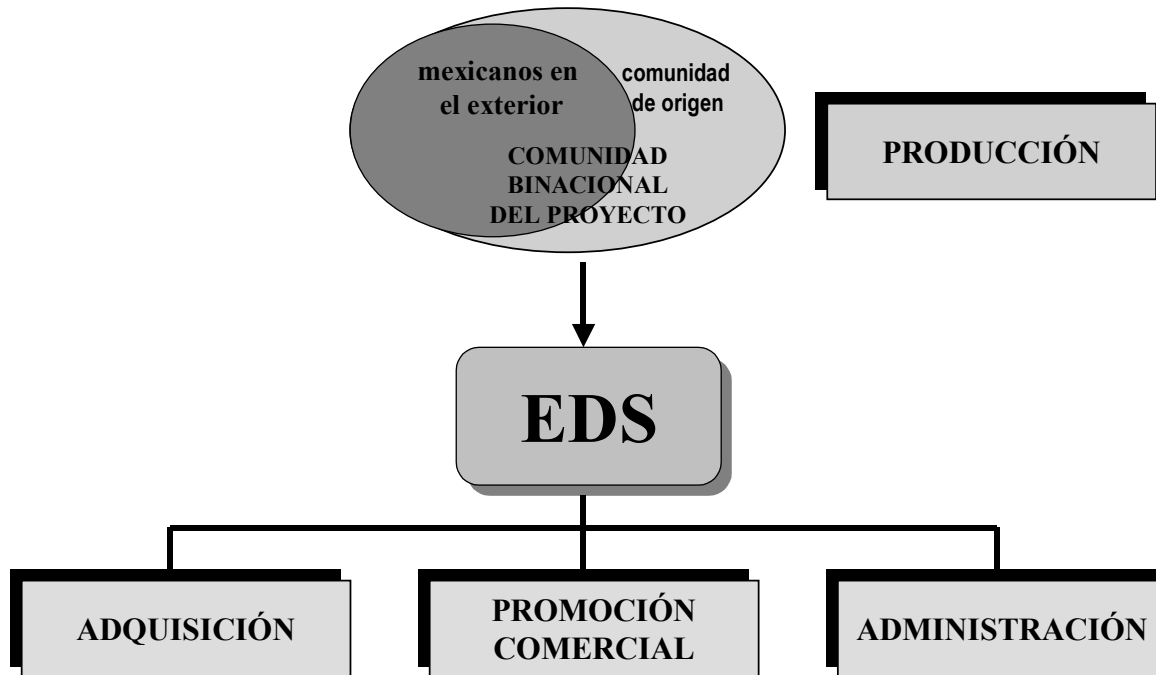 mexicanos en
el exterior
comunidad
de origen
COMUNIDAD
BINACIONAL
DEL PROYECTO
PRODUCCIÓN
EDS
ADQUISICIÓN
PROMOCIÓN
COMERCIAL
ADMINISTRACIÓN